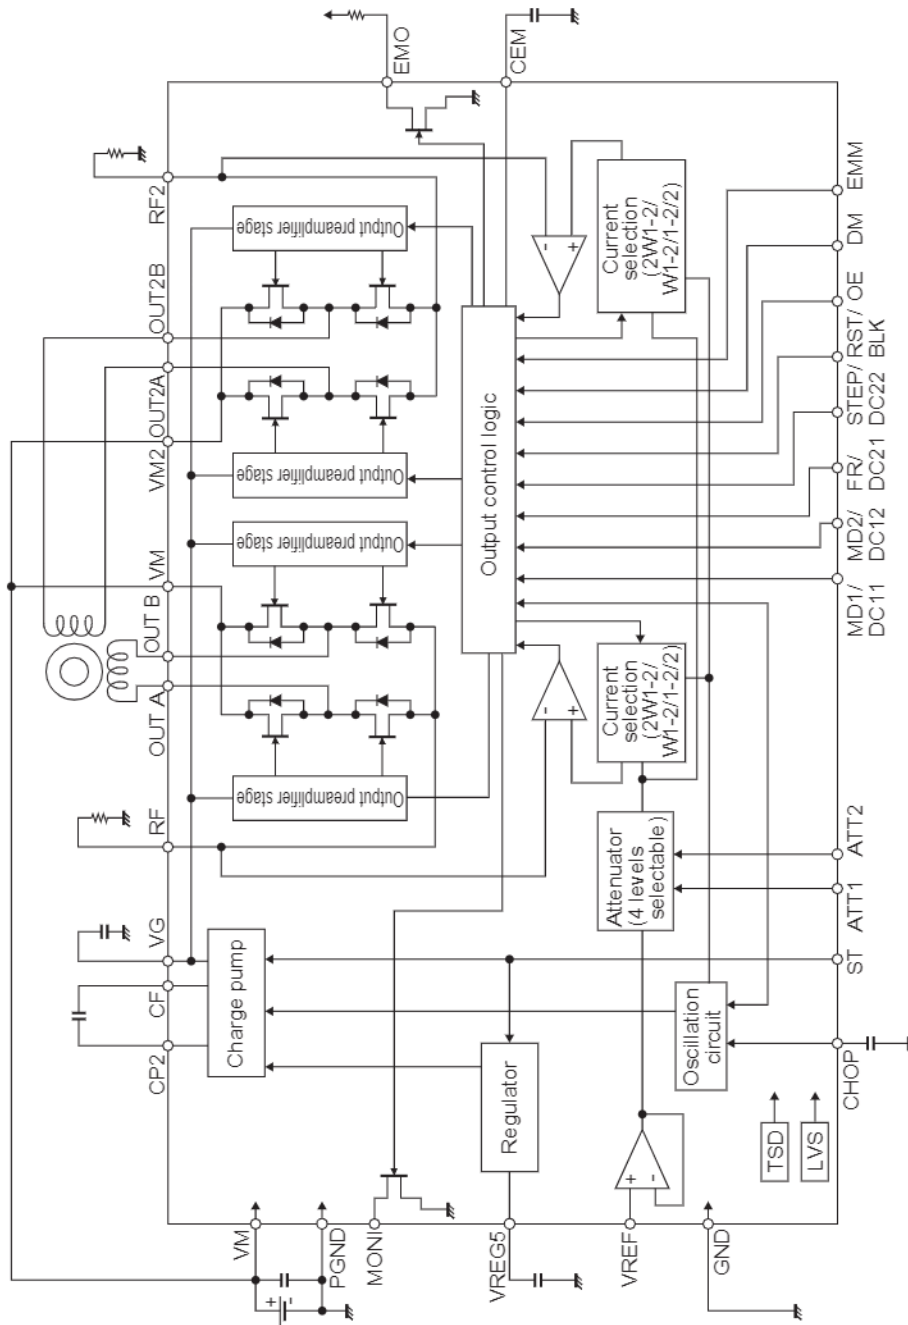 CP2
CF
VG
RF
OUT A
OUT B
VM
VM2
OUT2A
OUT2B
RF2
+
-
VM
PGND
MONI
VREG5
VREF
GND
EMO
CEM
Charge pump
Output preamplifier stage
Output preamplifier stage
Output preamplifier stage
Output preamplifier stage
Output control logic
Regulator
+
-
-
+
-
+
Attenuator
(4 levels
selectable)
Current
selection
(2W1-2/
W1-2/1-2/2)
Current
selection
(2W1-2/
W1-2/1-2/2)
Oscillation
circuit
TSD
LVS
CHOP
ST
ATT1
ATT2
MD1/
DC11
MD2/
DC12
FR/
DC21
STEP/
DC22
RST/
BLK
OE
DM
EMM